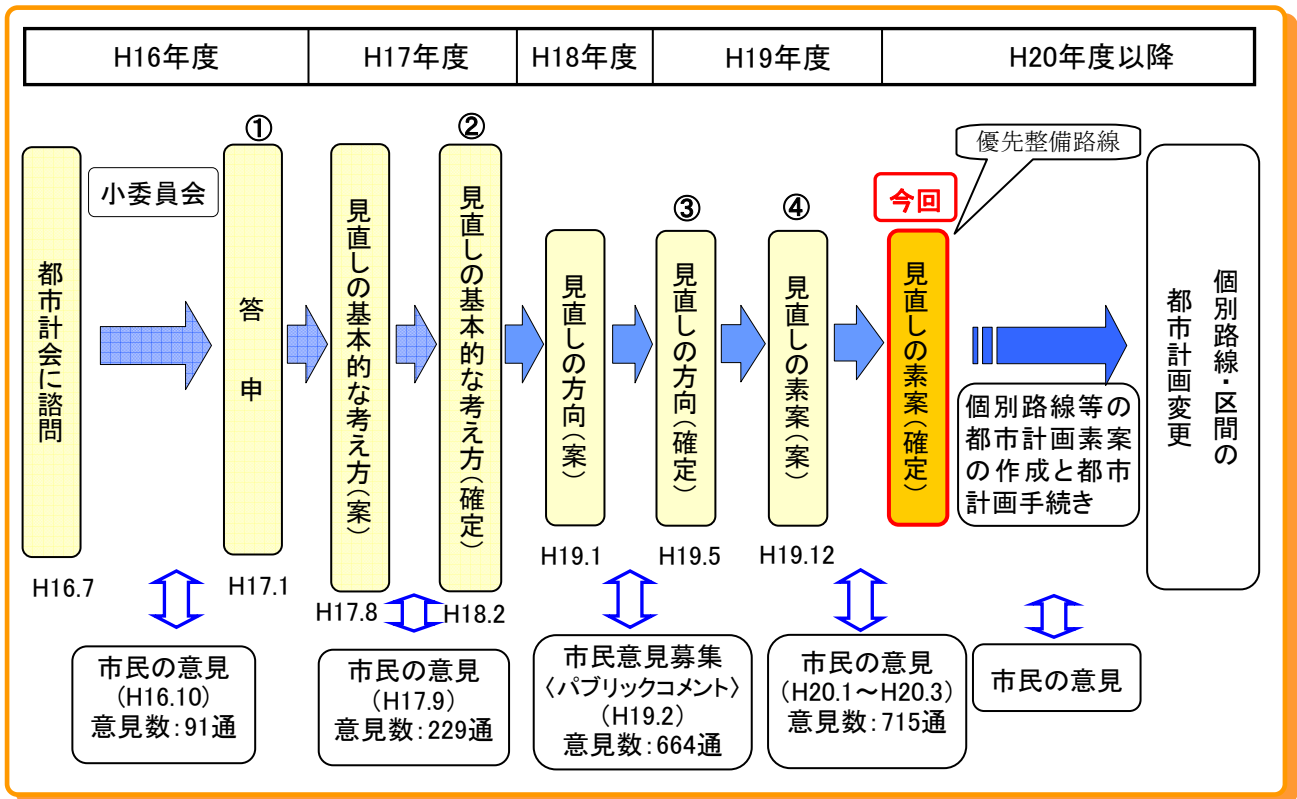 H16年度
H17年度
H18年度
H19年度
H20年度以降
都市計会に諮問
H16.7
小委員会
①
答申
H17.1
市民の意見
(H16.10)
意見数:91通
見直しの基本的な考え方(案)
H17.8
②
見直しの基本的な考え方(確定)
H18.2
市民の意見
(H17.9)
意見数:229通
見直しの方向(案)
H19.1
③
見直しの方向(確定)
H19.5
市民意見募集
〈パブリックコメント〉
(H19.2)
意見数:664通
④
見直しの素案(案)
H19.12
市民の意見
(H20.1～H20.3)
意見数:715通
今回
見直しの素案(確定)
優先整備路線
個別路線等の
都市計画素案
の作成と都市
計画手続き
市民の意見
個別路線・区間の
都市計画変更